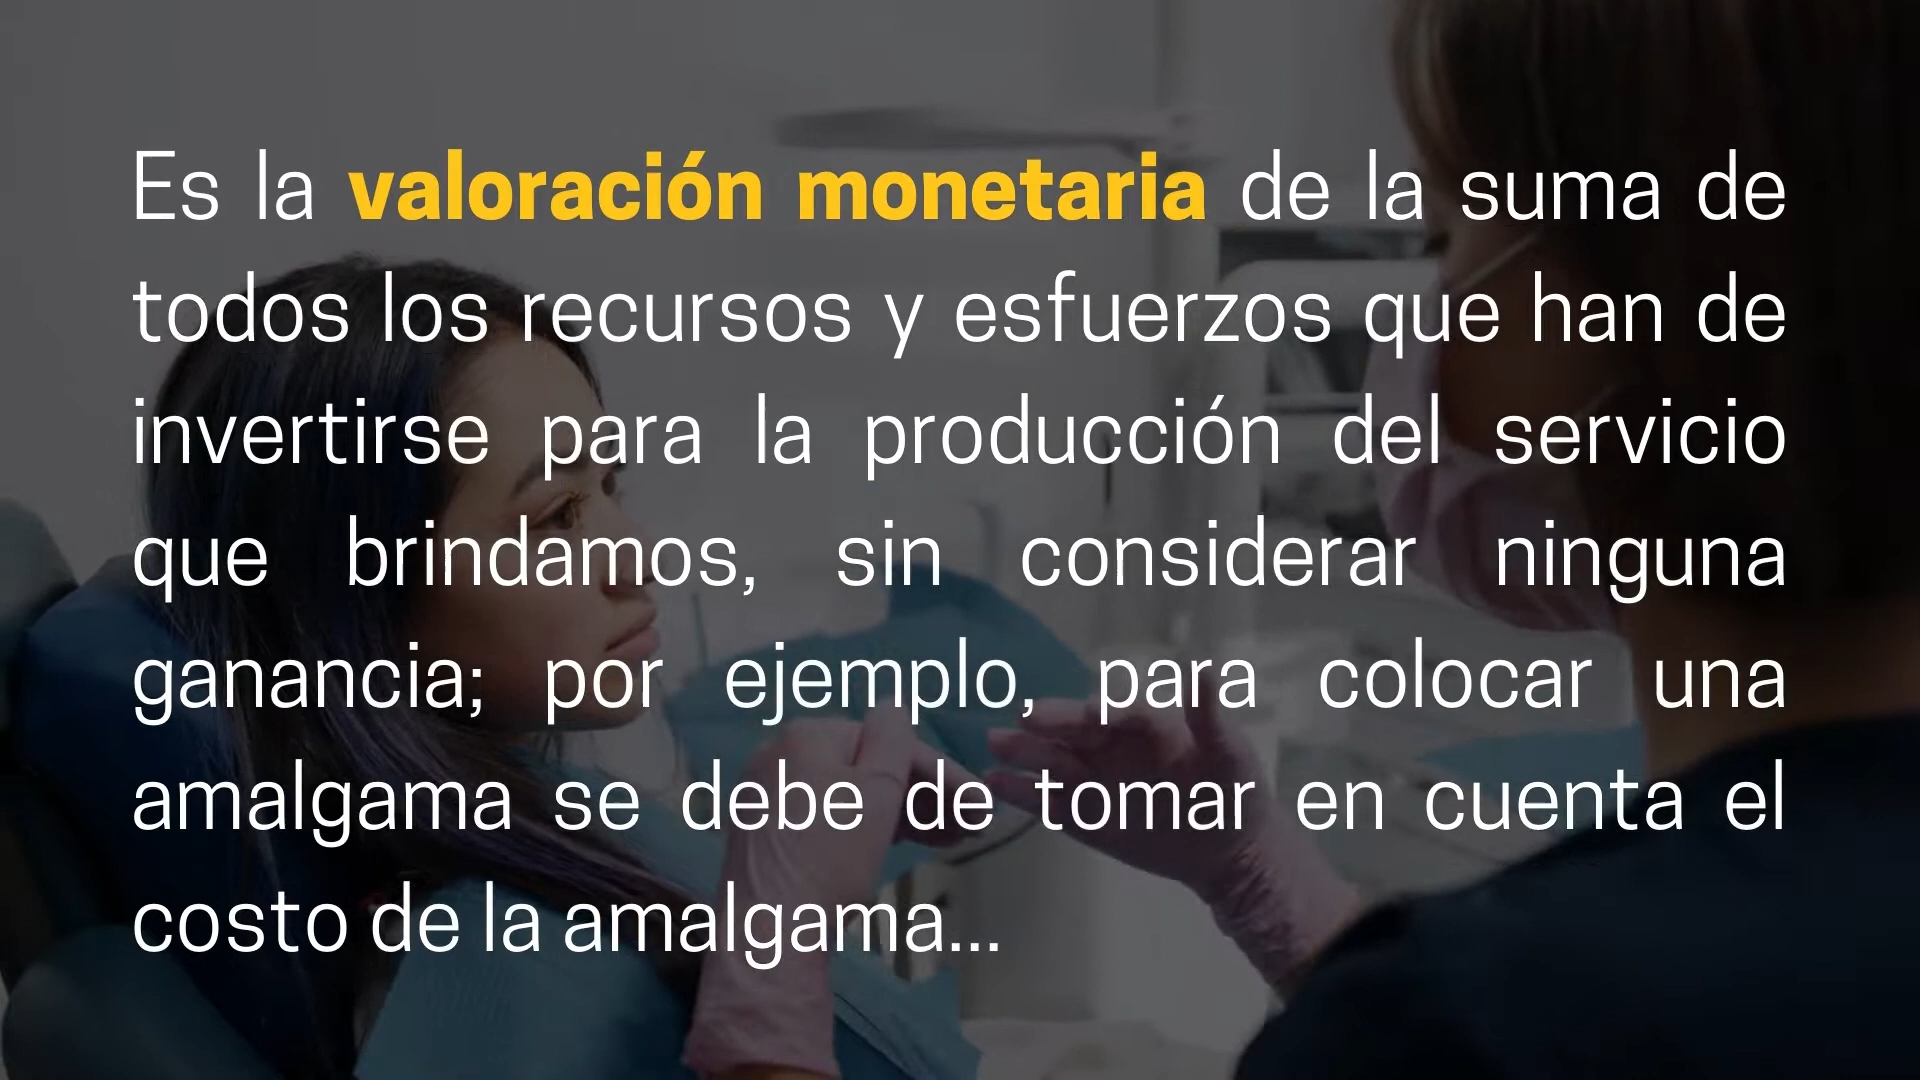 Es la valoración monetaria de la suma de
todos los recursos y esfuerzos que han de
invertirse para la producción del servicio
que brindamos, sin considerar ninguna
ganancia; por ejemplo, para colocar una
amalgama se debe de tomar en cuenta el
costo de la amalgama...